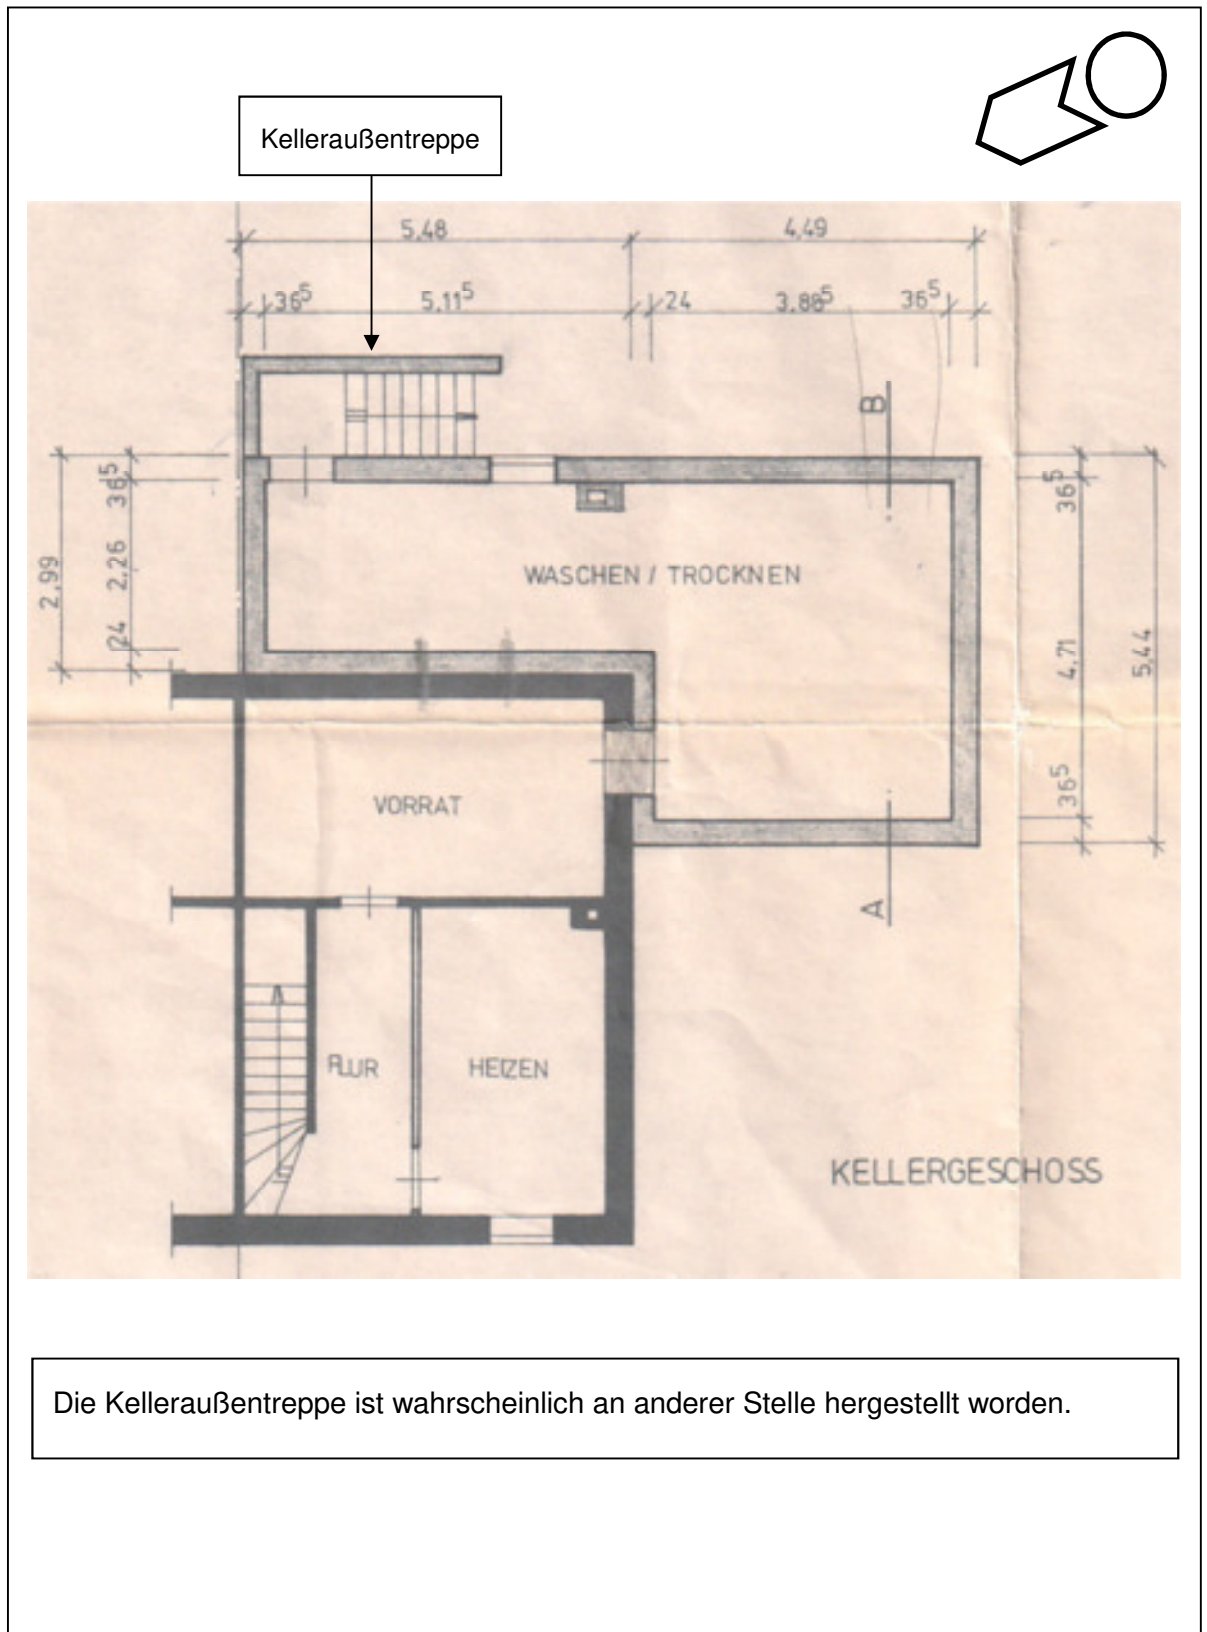 Kelleraußentreppe
5,48
4,49
36⁵
5,11⁵
24
3,88⁵
36⁵
B
36⁵
2,26
24
2,99
36⁵
4,71
36⁵
5,44
WASCHEN / TROCKNEN
VORRAT
A
FLUR
HEIZEN
KELLERGESCHOSS
Die Kelleraußentreppe ist wahrscheinlich an anderer Stelle hergestellt worden.